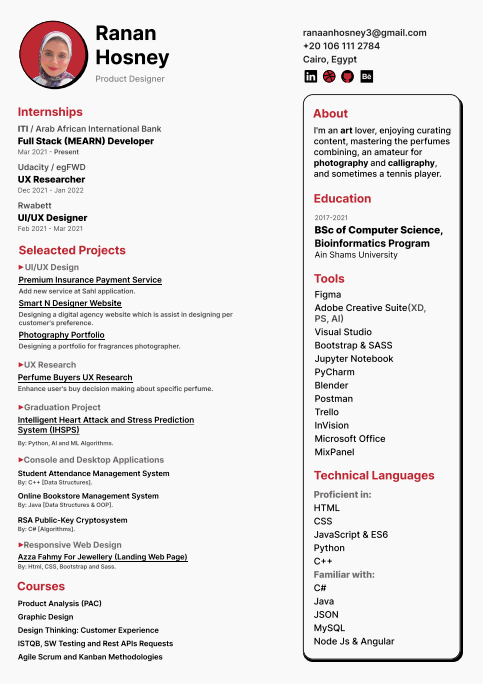 Ranan
Hosney
Product Designer
ranaanhosney3@gmail.com
+20 106 111 2784
Cairo, Egypt
in
Bē
Internships
ITI / Arab African International Bank
Full Stack (MEARN) Developer
Mar 2021 - Present
Udacity / egFWD
UX Researcher
Dec 2021 - Jan 2022
Rwabett
UI/UX Designer
Feb 2021 - Mar 2021
Seleacted Projects
▸UI/UX Design
Premium Insurance Payment Service
Add new service at Sahl application.
Smart N Designer Website
Designing a digital agency website which is assist in designing per
customer's preference.
Photography Portfolio
Designing a portfolio for fragrances photographer.
▸UX Research
Perfume Buyers UX Research
Enhance user's buy decision making about specific perfume.
▸Graduation Project
Intelligent Heart Attack and Stress Prediction
System (IHSPS)
By: Python, AI and ML Algorithms.
▸Console and Desktop Applications
Student Attendance Management System
By: C++ [Data Structures].
Online Bookstore Management System
By: Java [Data Structures & OOP].
RSA Public-Key Cryptosystem
By: C# [Algorithms].
▸Responsive Web Design
Azza Fahmy For Jewellery (Landing Web Page)
By: Html, CSS, Bootstrap and Sass.
Courses
Product Analysis (PAC)
Graphic Design
Design Thinking: Customer Experience
ISTQB, SW Testing and Rest APIs Requests
Agile Scrum and Kanban Methodologies
About
I'm an art lover, enjoying curating
content, mastering the perfumes
combining, an amateur for
photography and calligraphy,
and sometimes a tennis player.
Education
2017-2021
BSc of Computer Science,
Bioinformatics Program
Ain Shams University
Tools
Figma
Adobe Creative Suite(XD,
PS, AI)
Visual Studio
Bootstrap & SASS
Jupyter Notebook
PyCharm
Blender
Postman
Trello
InVision
Microsoft Office
MixPanel
Technical Languages
Proficient in:
HTML
CSS
JavaScript & ES6
Python
C++
Familiar with:
C#
Java
JSON
MySQL
Node Js & Angular